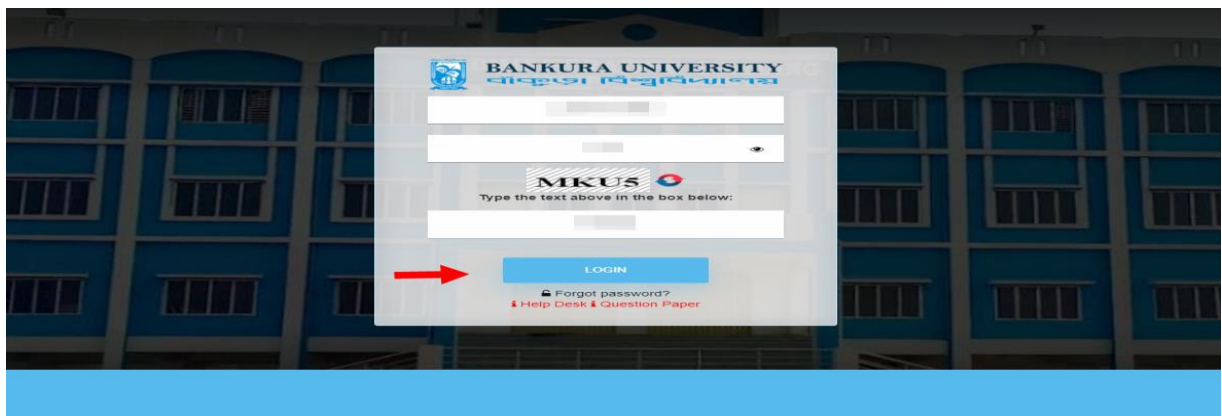 BANKURA UNIVERSITY
বাঁকুড়া বিশ্ববিদ্যালয়
MKU5
Type the text above in the box below:
LOGIN
Forgot password?
Help Desk Question Paper